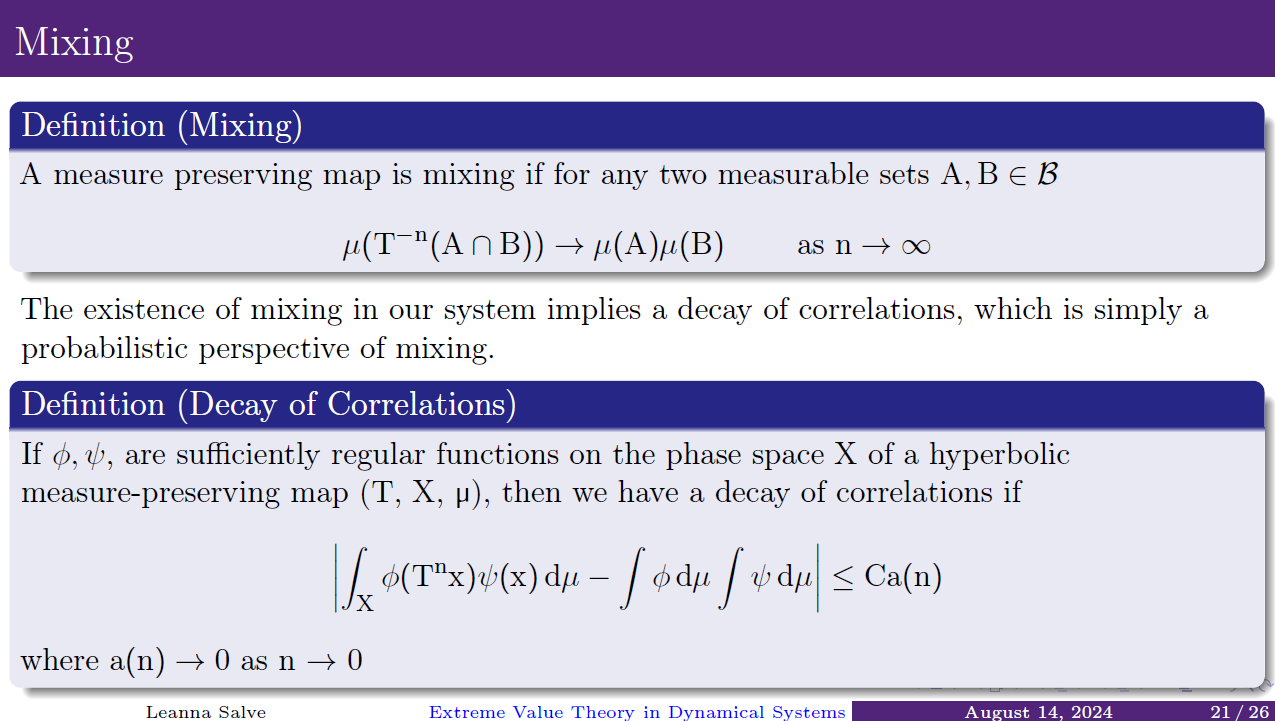 Mixing
Definition (Mixing)
A measure preserving map is mixing if for any two measurable sets A, B ∈ 𝓑
μ(T⁻ⁿ(A ∩ B)) → μ(A)μ(B) as n → ∞
The existence of mixing in our system implies a decay of correlations, which is simply a
probabilistic perspective of mixing.
Definition (Decay of Correlations)
If ϕ, ψ, are sufficiently regular functions on the phase space X of a hyperbolic
measure-preserving map (T, X, μ), then we have a decay of correlations if
|∫_X ϕ(Tⁿx)ψ(x) dμ − ∫ ϕ dμ ∫ ψ dμ| ≤ Ca(n)
where a(n) → 0 as n → 0
Leanna Salve Extreme Value Theory in Dynamical Systems August 14, 2024 21 / 26